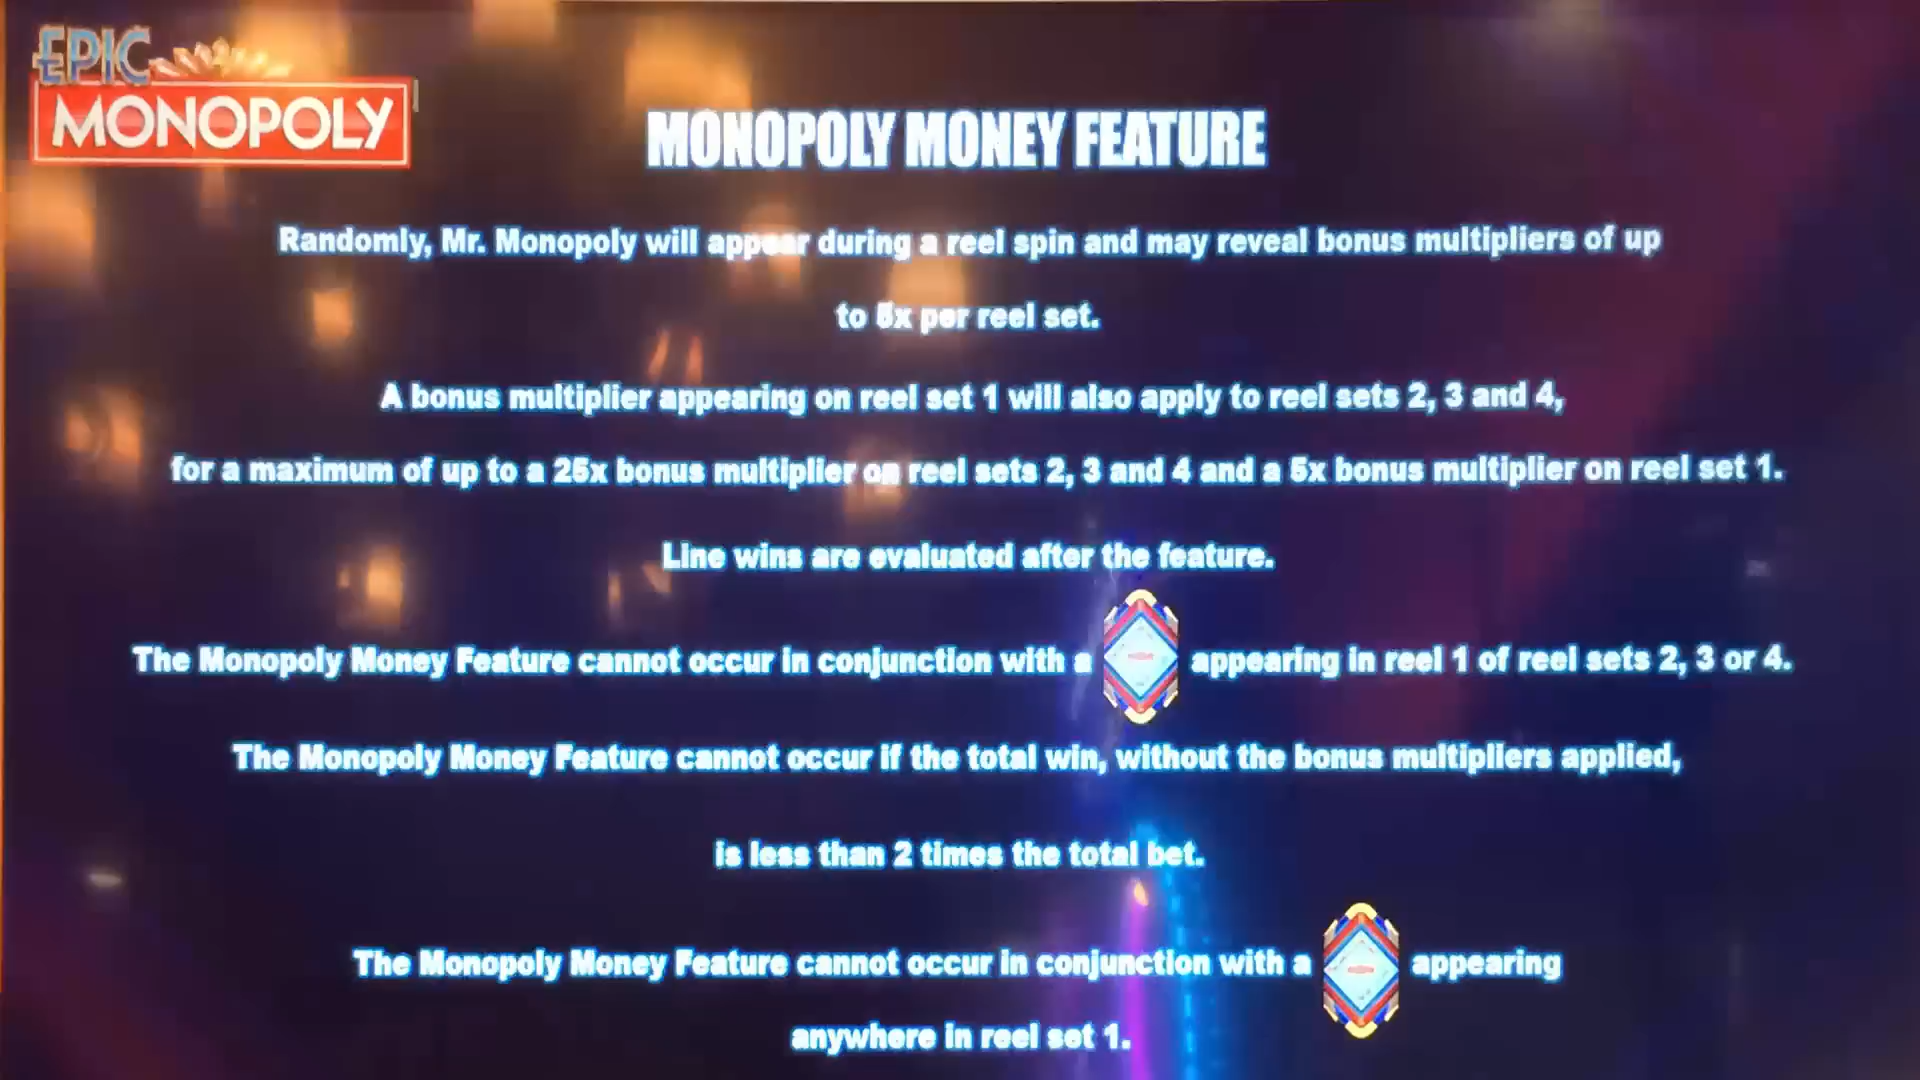 EPIC
MONOPOLY
MONOPOLY MONEY FEATURE
Randomly, Mr. Monopoly will appear during a reel spin and may reveal bonus multipliers of up
to 5x per reel set.
A bonus multiplier appearing on reel set 1 will also apply to reel sets 2, 3 and 4,
for a maximum of up to a 25x bonus multiplier on reel sets 2, 3 and 4 and a 5x bonus multiplier on reel set 1.
Line wins are evaluated after the feature.
The Monopoly Money Feature cannot occur in conjunction with a appearing in reel 1 of reel sets 2, 3 or 4.
The Monopoly Money Feature cannot occur if the total win, without the bonus multipliers applied,
is less than 2 times the total bet.
The Monopoly Money Feature cannot occur in conjunction with a appearing
anywhere in reel set 1.